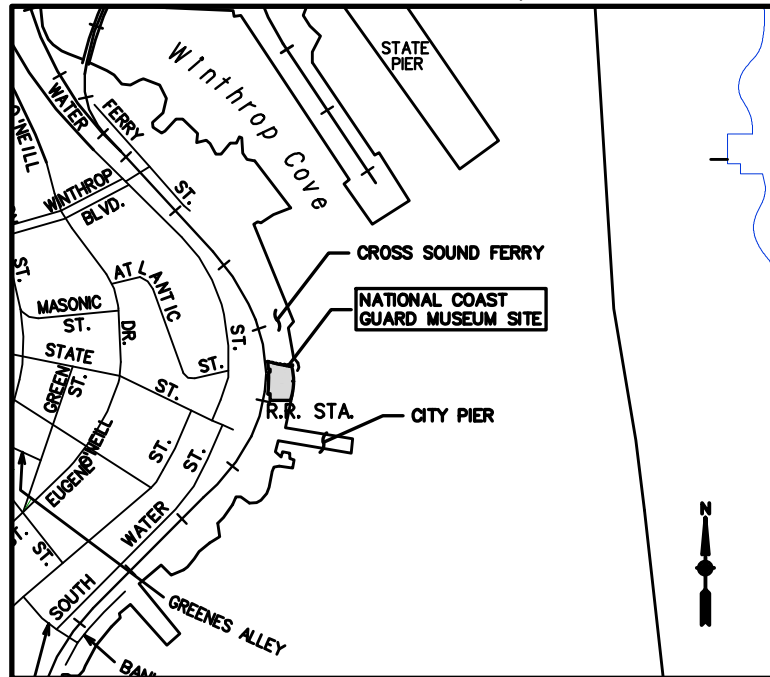 STATE
PIER
Winthrop Cove
WATER
FERRY
ST.
O'NEILL
WINTHROP
BLVD.
ATLANTIC
ST.
CROSS SOUND FERRY
NATIONAL COAST
GUARD MUSEUM SITE
MASONIC
ST.
DR.
ST.
STATE
ST.
ST.
GREEN
ST.
R.R. STA.
CITY PIER
EUGENE
O'NEILL
ST.
ST.
WATER
SOUTH
ST.
GREENES ALLEY
N